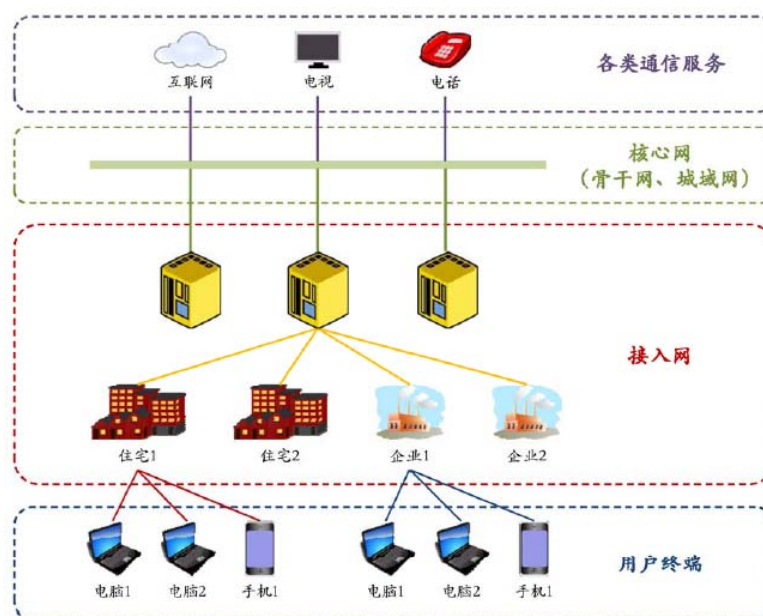 互联网
电视
电话
各类通信服务
核心网
（骨干网、城域网）
接入网
住宅1
住宅2
企业1
企业2
电脑1
电脑2
手机1
电脑1
电脑2
手机1
用户终端